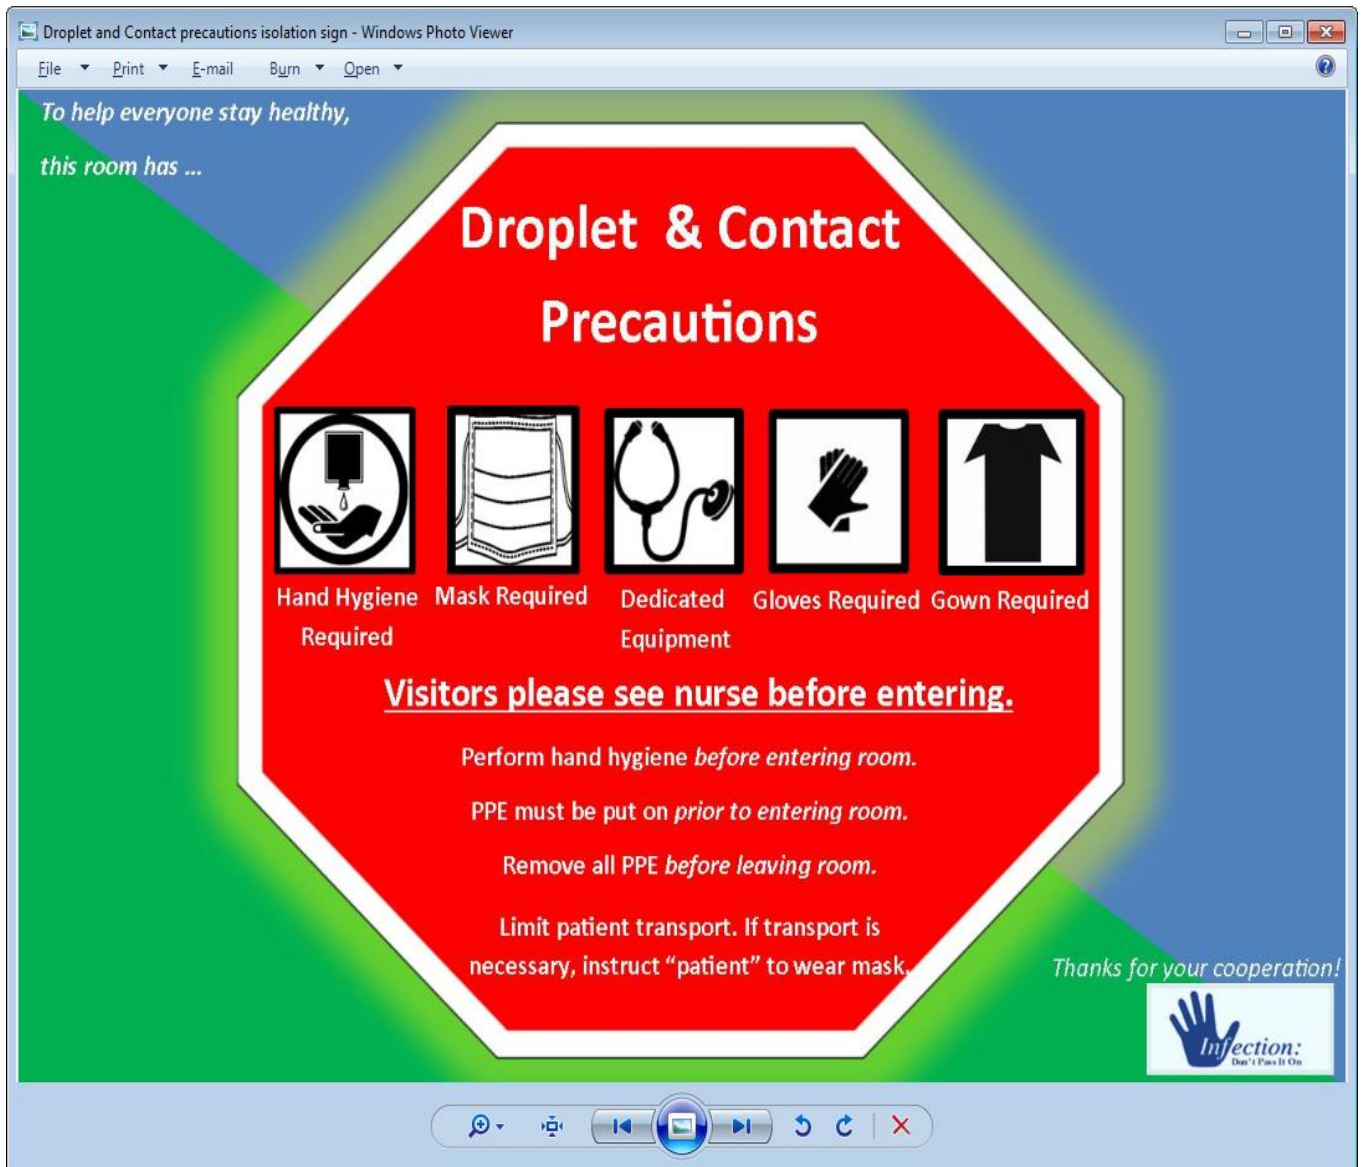 Droplet and Contact precautions isolation sign - Windows Photo Viewer
File Print E-mail Burn Open
To help everyone stay healthy,
this room has ...
Droplet & Contact
Precautions
Hand Hygiene Required
Mask Required
Dedicated Equipment
Gloves Required
Gown Required
Visitors please see nurse before entering.
Perform hand hygiene before entering room.
PPE must be put on prior to entering room.
Remove all PPE before leaving room.
Limit patient transport. If transport is
necessary, instruct “patient” to wear mask.
Thanks for your cooperation!
Infection:
Don't Pass It On